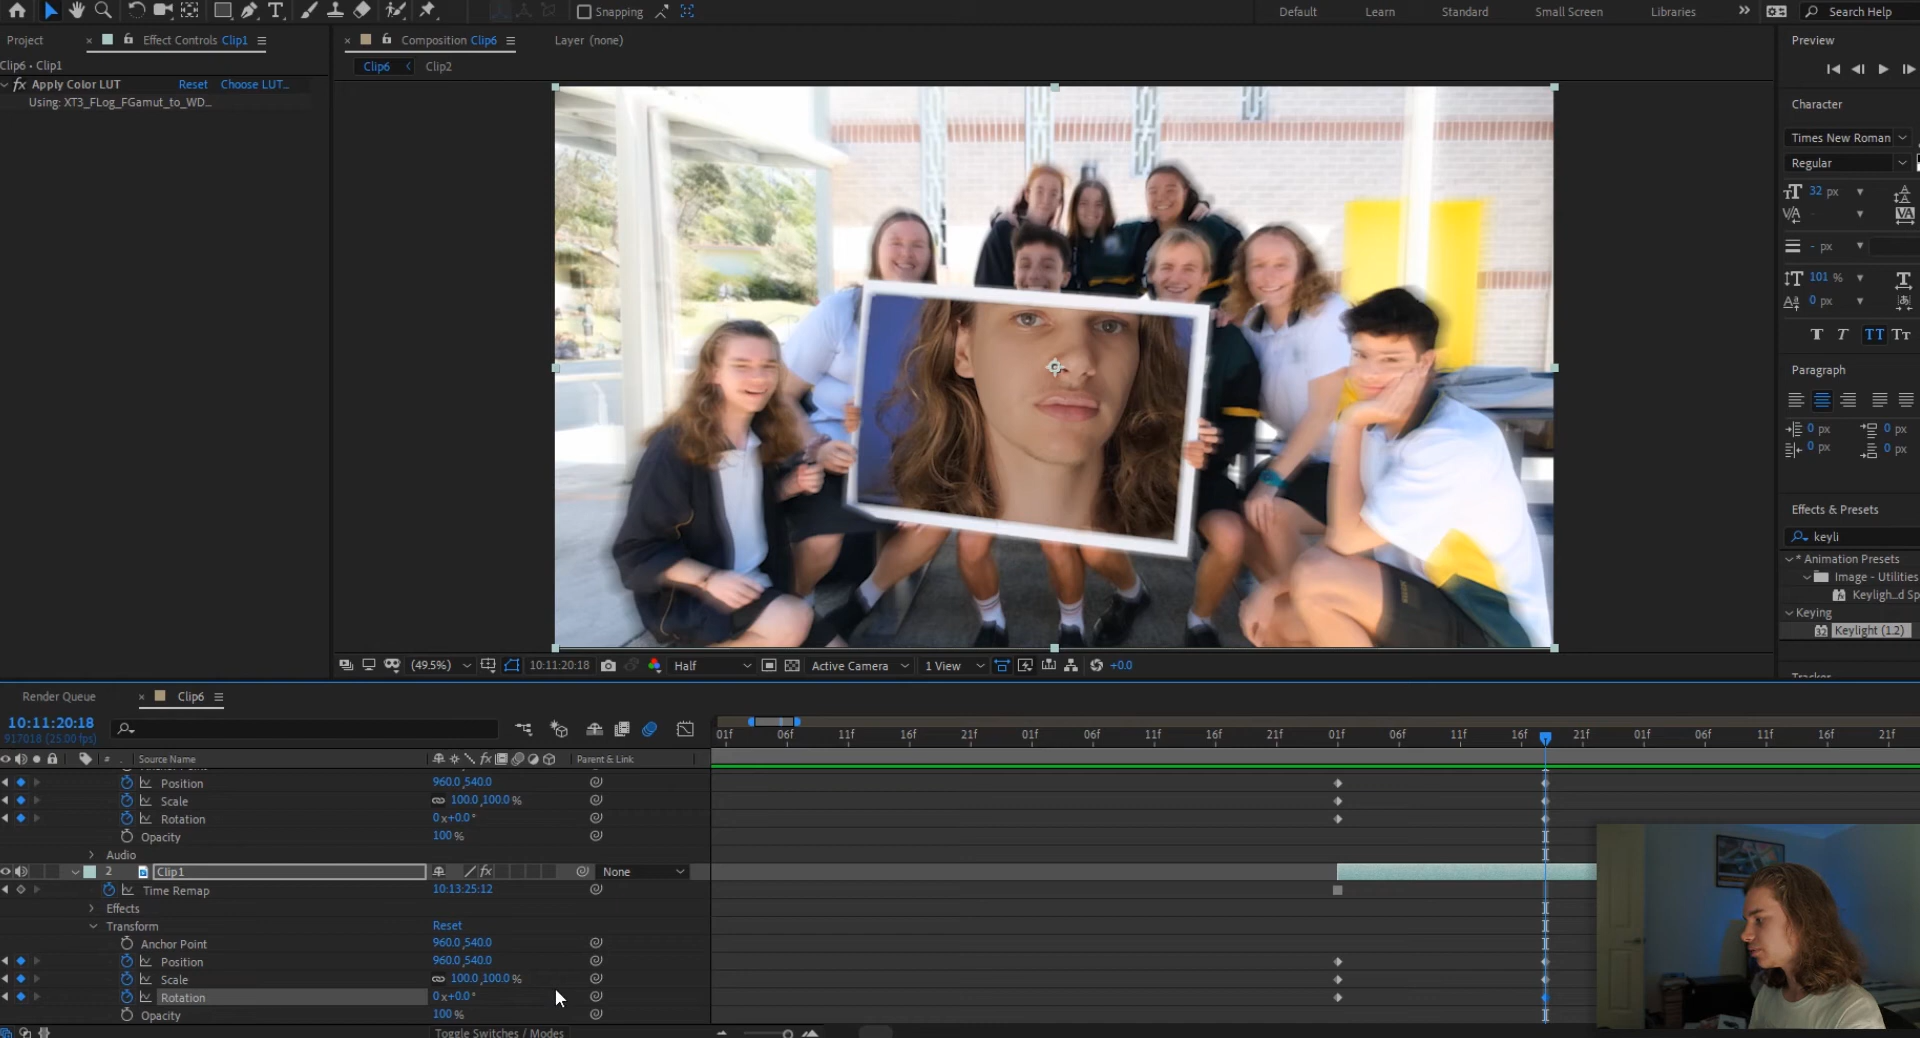 Snapping
Default
Learn
Standard
Small Screen
Libraries
Search Help
Project
Effect Controls Clip1
Composition Clip6
Layer (none)
Preview
Clip6 • Clip1
Clip6
Clip2
fx Apply Color LUT
Reset
Choose LUT...
Using: XT3_FLog_FGamut_to_WD...
Character
Times New Roman
Regular
32 px
- px
101 %
0 px
Paragraph
0 px
0 px
0 px
0 px
Effects & Presets
keyli
* Animation Presets
Image - Utilities
Keyligh...d Sp
Keying
Keylight (1.2)
(49.5%)
10:11:20:18
Half
Active Camera
1 View
+0.0
Render Queue
Clip6
10:11:20:18
917018 (25.00 fps)
01f 06f 11f 16f 21f 01f 06f 11f 16f 21f 01f 06f 11f 16f 21f 01f 06f 11f 16f 21f
# Source Name
Parent & Link
Position 960.0,540.0
Scale 100.0,100.0 %
Rotation 0x+0.0°
Opacity 100 %
Audio
2 Clip1 None
Time Remap 10:13:25:12
Effects
Transform Reset
Anchor Point 960.0,540.0
Position 960.0,540.0
Scale 100.0,100.0 %
Rotation 0x+0.0°
Opacity 100 %
Toggle Switches / Modes